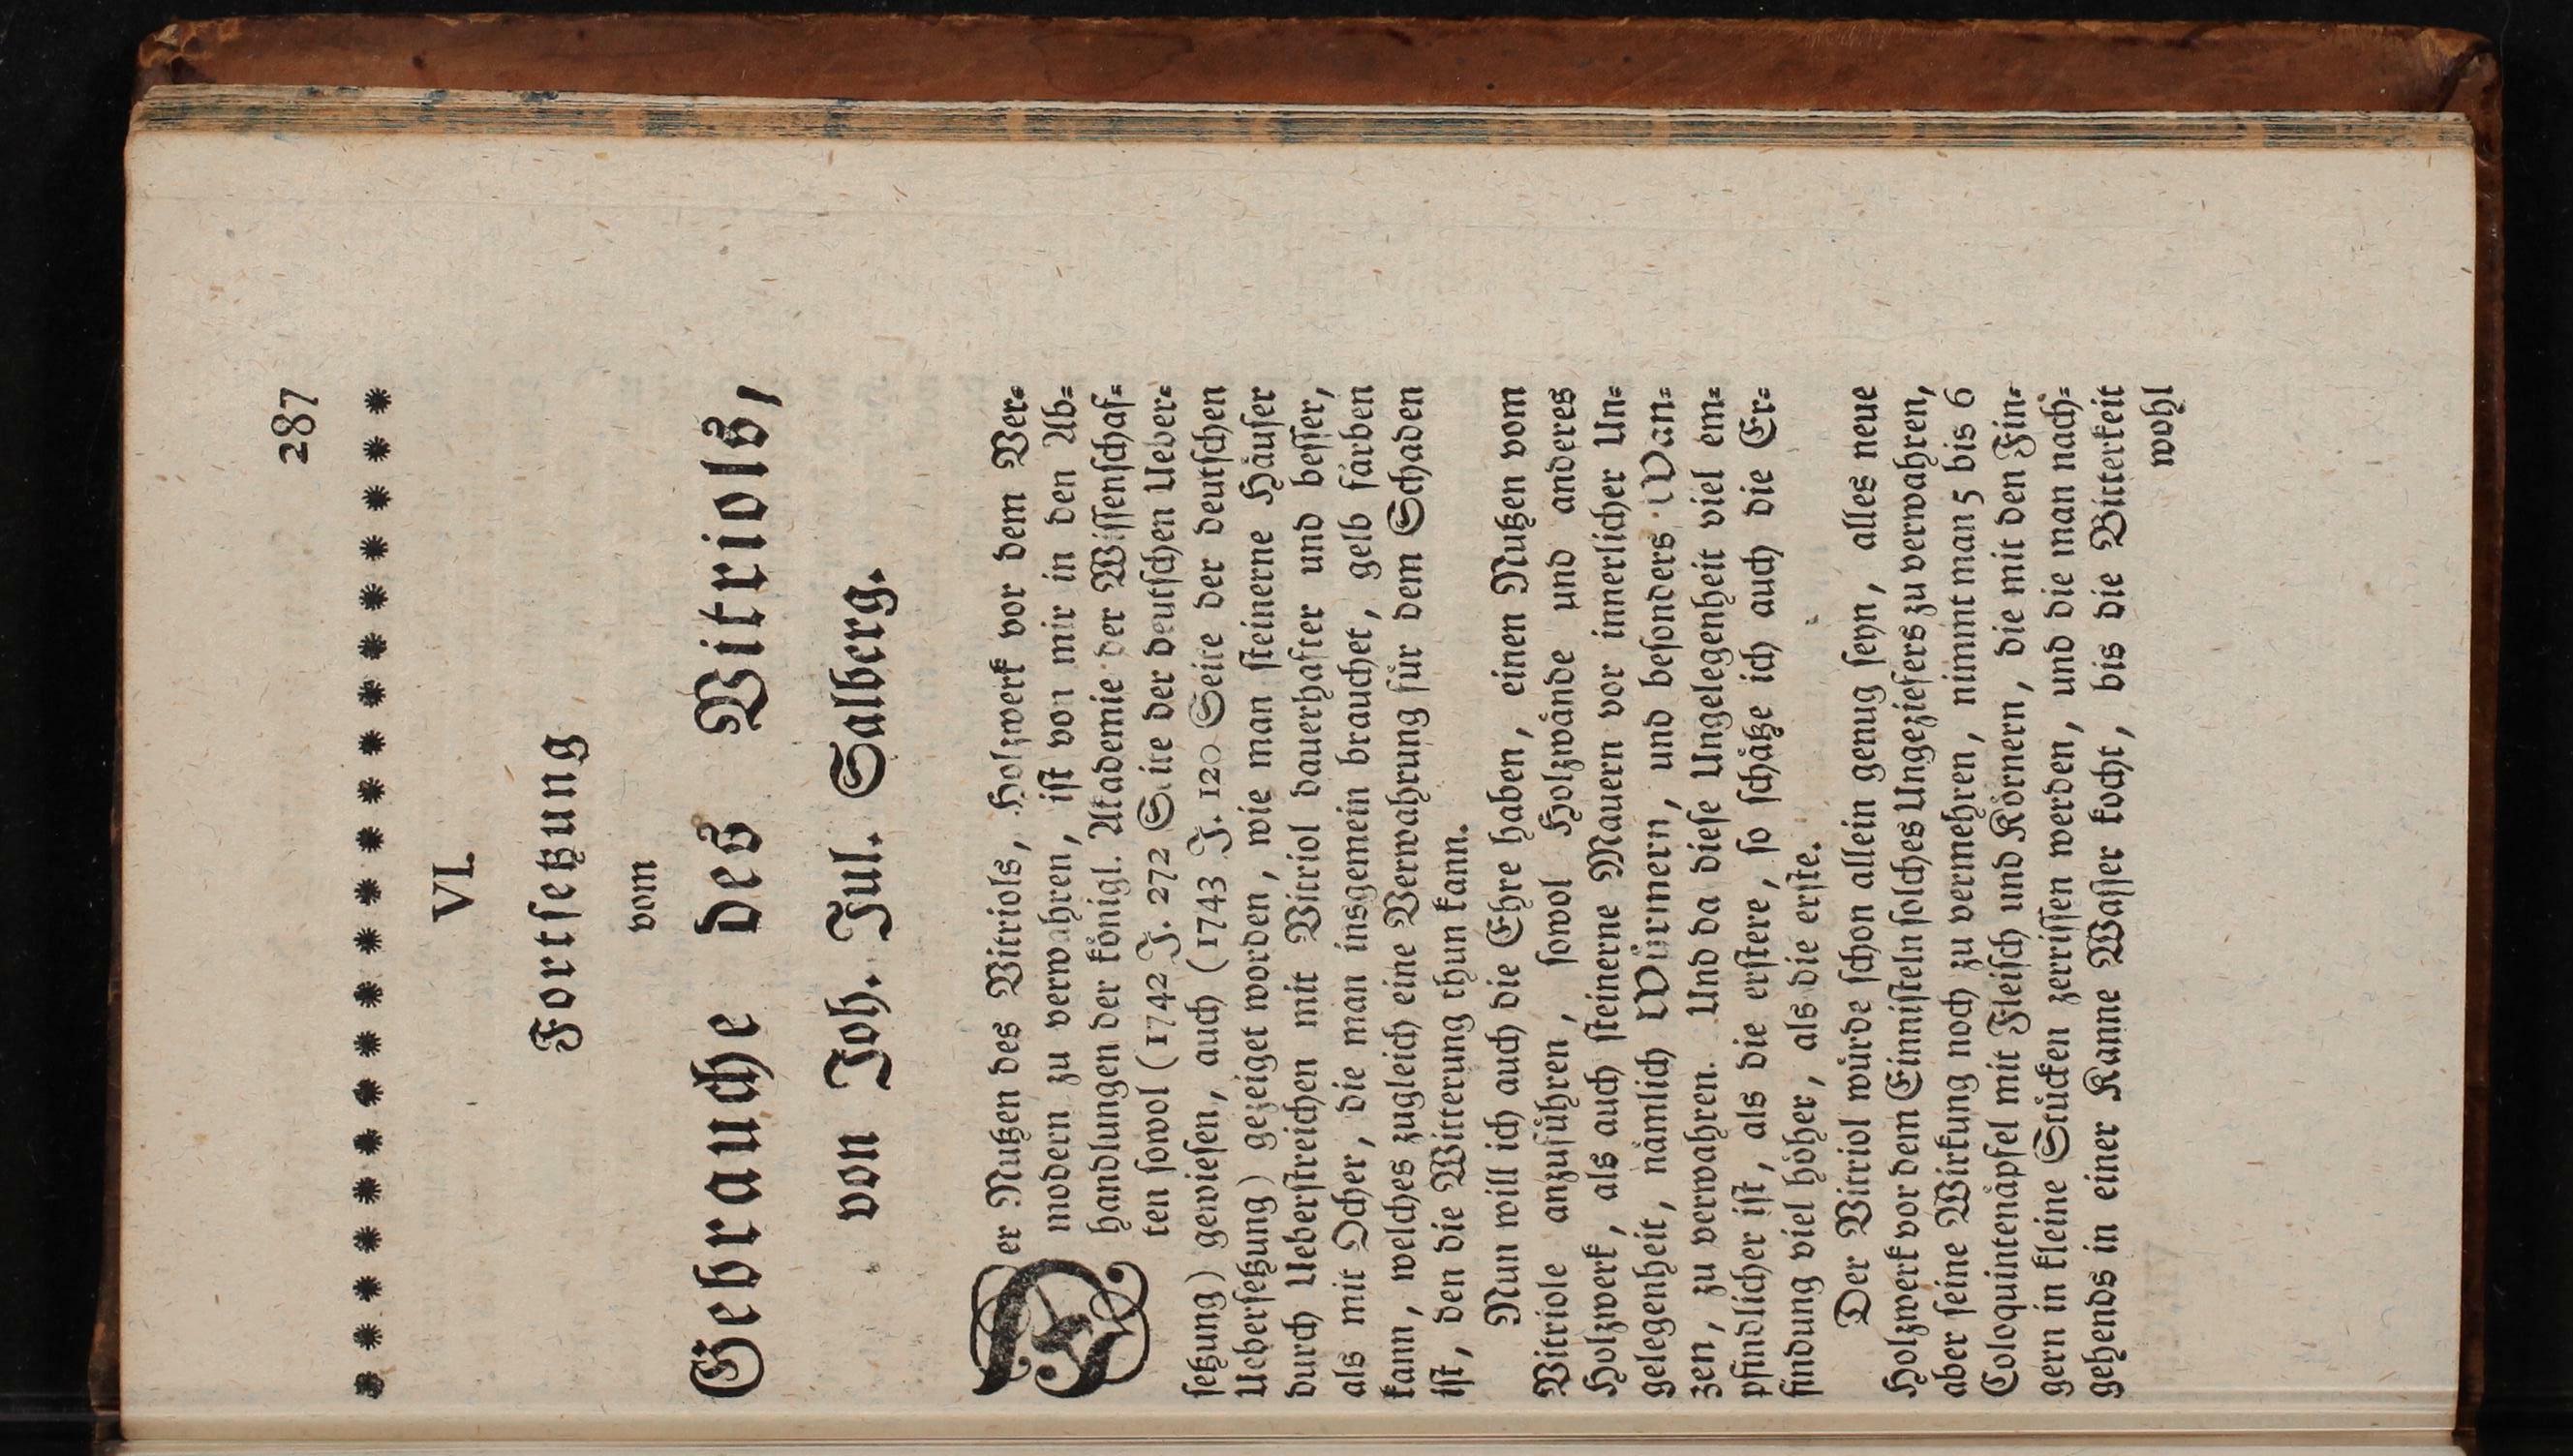 287
* * * * * * * * * * * * * * * * * * * * *
VI.
Fortsetzung
vom
Gebrauche des Vitriols,
von Joh. Jul. Salberg.
Der Nutzen des Vitriols, Holzwerk vor dem Ver-
modern zu verwahren, ist von mir in den Ab-
handlungen der königl. Akademie der Wissenschaf-
ten sowol (1742 J. 272 Seite der deutschen Ueber-
setzung) gewiesen, auch (1743 J. 120 Seite der deutschen
Uebersetzung) gezeiget worden, wie man steinerne Häuser
durch Ueberstreichen mit Vitriol dauerhafter und besser,
als mit Ocher, die man insgemein brauchet, gelb färben
kann, welches zugleich eine Verwahrung für dem Schaden
ist, den die Witterung thun kann.
Nun will ich auch die Ehre haben, einen Nutzen vom
Vitriole anzuführen, sowol Holzwände und anderes
Holzwerk, als auch steinerne Mauern vor innerlicher Un-
gelegenheit, nämlich Würmern, und besonders Wan-
zen, zu verwahren. Und da diese Ungelegenheit viel em-
pfindlicher ist, als die erstere, so schätze ich auch die Er-
findung viel höher, als die erste.
Der Vitriol würde schon allein genug seyn, alles neue
Holzwerk vor dem Einnisteln solches Ungeziefers zu verwahren,
aber seine Wirkung noch zu vermehren, nimmt man 5 bis 6
Coloquintenäpfel mit Fleisch und Körnern, die mit den Fin-
gern in kleine Stücken zerrissen werden, und die man nach-
gehends in einer Kanne Wasser kocht, bis die Bitterkeit
wohl